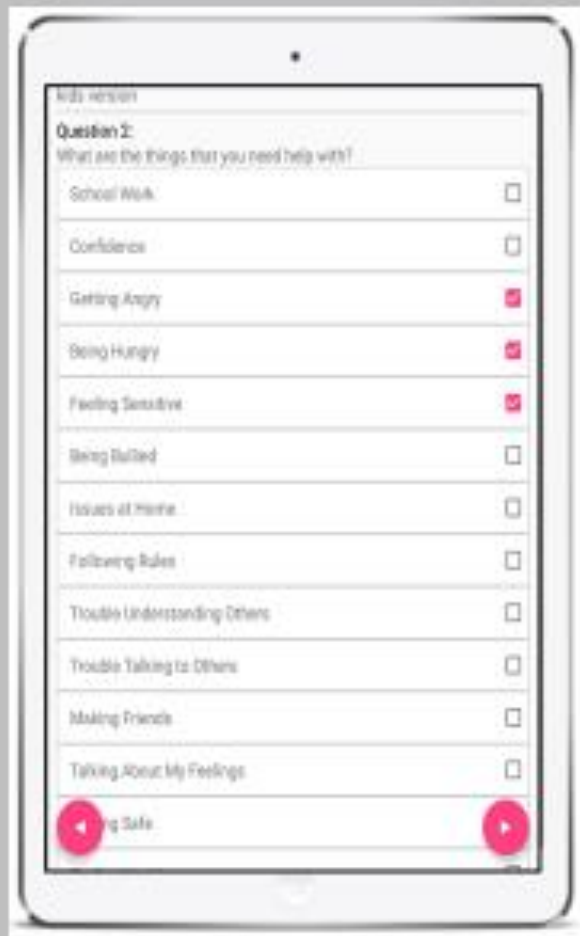 kids version
Question 2:
What are the things that you need help with?
School Work
Confidence
Getting Angry
Being Hungry
Feeling Sensitive
Being Bullied
Issues at Home
Following Rules
Trouble Understanding Others
Trouble Talking to Others
Making Friends
Talking About My Feelings
ng Safe